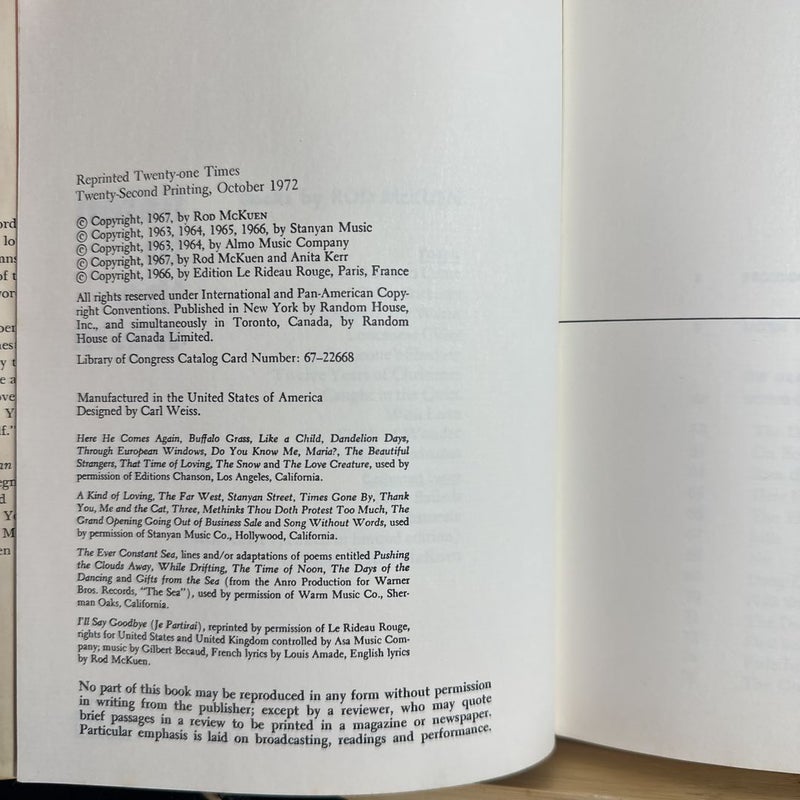 Reprinted Twenty-one Times
Twenty-Second Printing, October 1972
© Copyright, 1967, by Rod McKuen
© Copyright, 1963, 1964, 1965, 1966, by Stanyan Music
© Copyright, 1963, 1964, by Almo Music Company
© Copyright, 1967, by Rod McKuen and Anita Kerr
© Copyright, 1966, by Edition Le Rideau Rouge, Paris, France
All rights reserved under International and Pan-American Copy-
right Conventions. Published in New York by Random House,
Inc., and simultaneously in Toronto, Canada, by Random
House of Canada Limited.
Library of Congress Catalog Card Number: 67-22668
Manufactured in the United States of America
Designed by Carl Weiss.
Here He Comes Again, Buffalo Grass, Like a Child, Dandelion Days,
Through European Windows, Do You Know Me, Maria?, The Beautiful
Strangers, That Time of Loving, The Snow and The Love Creature, used by
permission of Editions Chanson, Los Angeles, California.
A Kind of Loving, The Far West, Stanyan Street, Times Gone By, Thank
You, Me and the Cat, Three, Methinks Thou Doth Protest Too Much, The
Grand Opening Going Out of Business Sale and Song Without Words, used
by permission of Stanyan Music Co., Hollywood, California.
The Ever Constant Sea, lines and/or adaptations of poems entitled Pushing
the Clouds Away, While Drifting, The Time of Noon, The Days of the
Dancing and Gifts from the Sea (from the Anro Production for Warner
Bros. Records, "The Sea"), used by permission of Warm Music Co., Sher-
man Oaks, California.
I'll Say Goodbye (Je Partirai), reprinted by permission of Le Rideau Rouge,
rights for United States and United Kingdom controlled by Asa Music Com-
pany; music by Gilbert Becaud, French lyrics by Louis Amade, English lyrics
by Rod McKuen.
No part of this book may be reproduced in any form without permission
in writing from the publisher; except by a reviewer, who may quote
brief passages in a review to be printed in a magazine or newspaper.
Particular emphasis is laid on broadcasting, readings and performance.